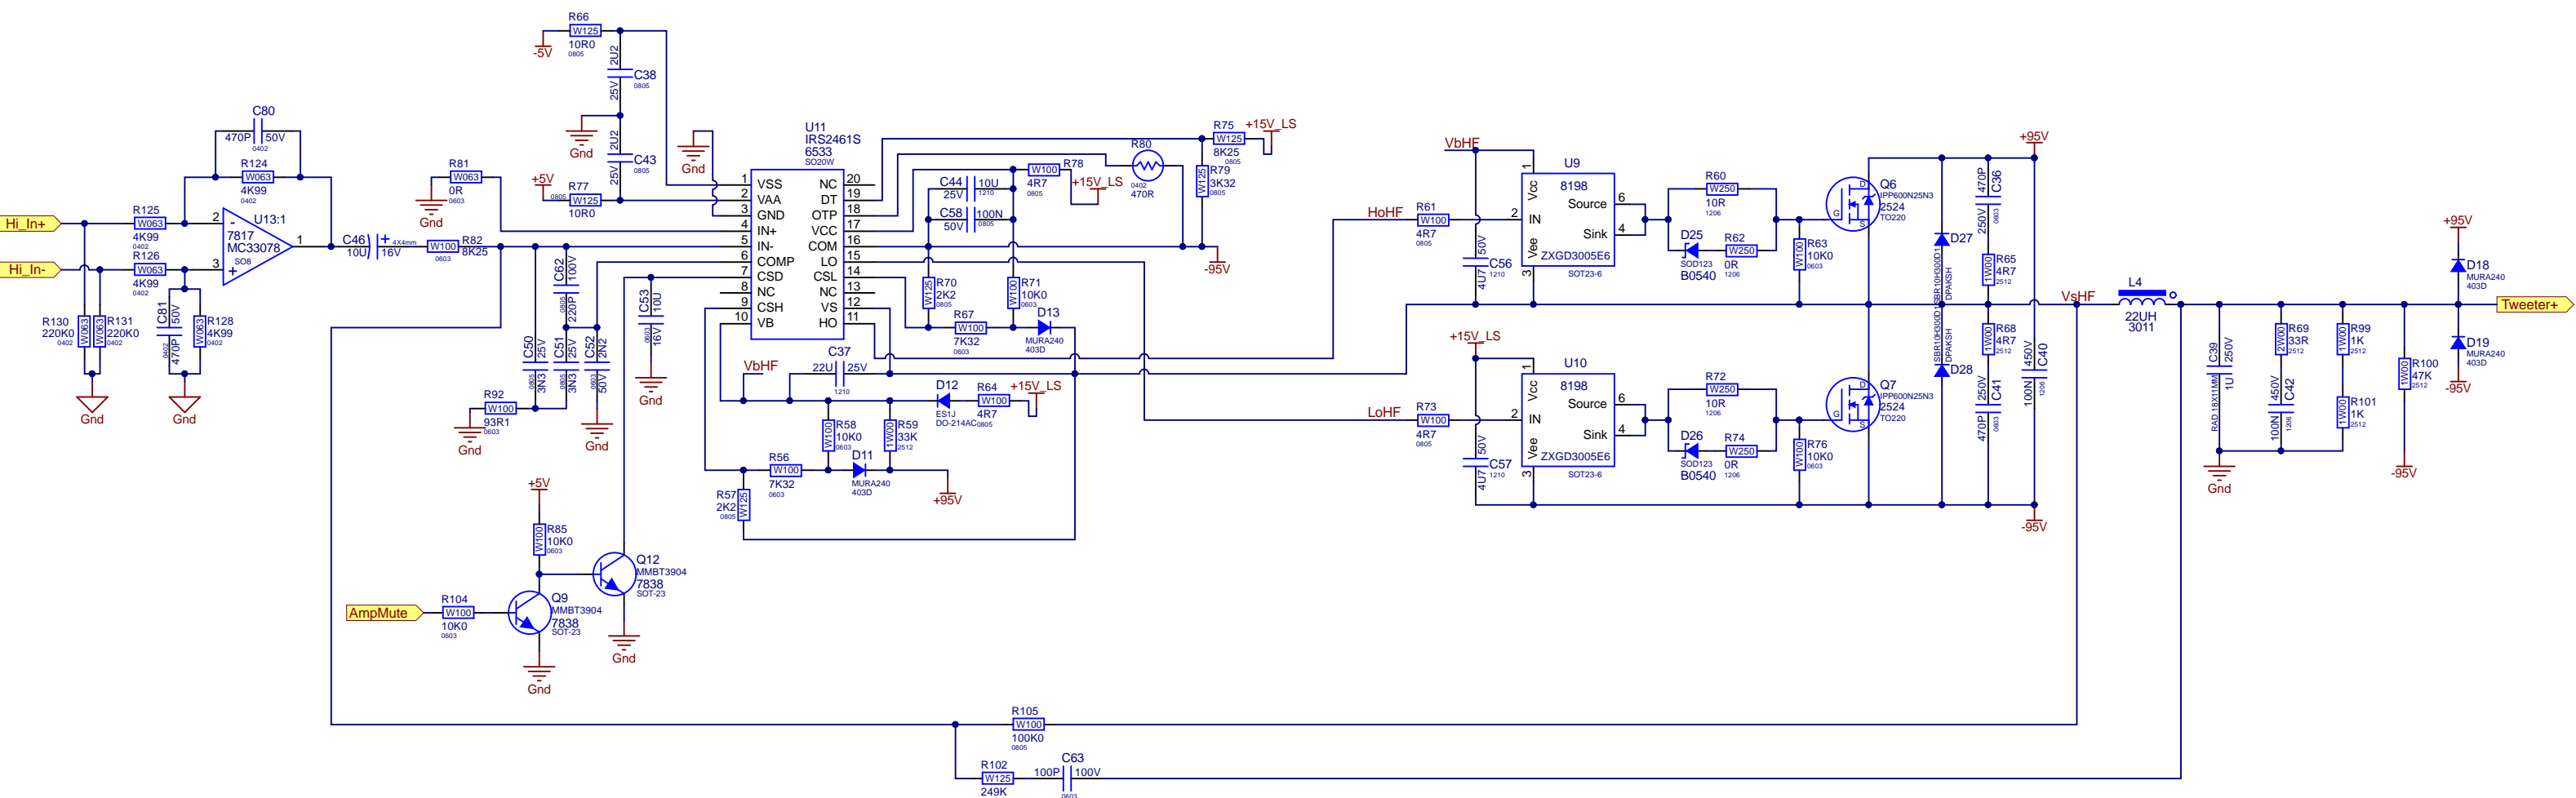 Hi_In+
Hi_In-
R130
220K0
W063
0402
R131
220K0
W063
0402
Gnd
R125
W063
4K99
0402
R126
W063
4K99
0402
C80
470P
50V
0402
R124
W063
4K99
0402
C81
50V
470P
0402
R128
4K99
W063
0402
Gnd
2
3
1
-
+
U13:1
7817
MC33078
SO8
C46
10U
+
16V
4X4mm
R82
W100
8K25
0603
R81
W063
0R
0603
Gnd
R66
W125
10R0
0805
-5V
2U2
C38
0805
25V
Gnd
2U2
C43
0805
25V
+5V
R77
W125
0805
10R0
Gnd
U11
IRS2461S
6533
SO20W
1 VSS NC 20
2 VAA DT 19
3 GND OTP 18
4 IN+ VCC 17
5 IN- COM 16
6 COMP LO 15
7 CSD CSL 14
8 NC NC 13
9 CSH VS 12
10 VB HO 11
C62
100V
0805
220P
C50
25V
0805
3N3
C51
25V
0805
3N3
C52
2N2
0603
50V
Gnd
R92
W100
93R1
0603
Gnd
C53
10U
0603
16V
Gnd
+5V
R85
10K0
W100
0603
Q12
MMBT3904
7838
SOT-23
Gnd
Q9
MMBT3904
7838
SOT-23
Gnd
AmpMute
R104
W100
10K0
0603
C44
10U
25V
1210
C58
100N
50V
0805
R78
W100
4R7
0805
+15V_LS
R80
0402
470R
R75
W125
8K25
0805
+15V_LS
R79
3K32
W125
0805
-95V
R70
2K2
W125
0805
R71
10K0
W100
0603
R67
W100
7K32
0603
D13
MURA240
403D
VbHF
C37
22U
25V
1210
D12
ES1J
DO-214AC
R64
W100
4R7
0805
+15V_LS
R58
10K0
W100
0603
R59
33K
1W00
2512
R56
W100
7K32
0603
D11
MURA240
403D
+95V
R57
2K2
W125
0805
R105
W100
100K0
0805
R102
W125
249K
C63
100P
100V
0603
HoHF
R61
W100
4R7
0805
LoHF
R73
W100
4R7
0805
VbHF
50V
C56
1210
4U7
U9
8198
ZXGD3005E6
SOT23-6
1
Vcc
2
IN
3
Vee
Source
6
Sink
4
+15V_LS
50V
C57
1210
4U7
U10
8198
ZXGD3005E6
SOT23-6
1
Vcc
2
IN
3
Vee
Source
6
Sink
4
R60
W250
10R
1206
D25
SOD123
B0540
R62
W250
0R
1206
R63
10K0
W100
0603
R72
W250
10R
1206
D26
SOD123
B0540
R74
W250
0R
1206
R76
10K0
W100
0603
Q6
IPP600N25N3
2524
TO220
D
G
S
Q7
IPP600N25N3
2524
TO220
D
G
S
D27
SBR10H300D1
DPAKSH
D28
SBR10H300D1
DPAKSH
470P
C36
250V
0603
R65
4R7
1W00
2512
R68
4R7
1W00
2512
250V
C41
470P
0603
+95V
450V
C40
100N
1206
-95V
VsHF
L4
22UH
3011
C39
250V
RAD 18X11MM
1U
Gnd
R69
33R
2W00
2512
450V
C42
100N
1206
R99
1K
1W00
2512
R101
1K
1W00
2512
R100
47K
1W00
2512
-95V
+95V
D18
MURA240
403D
D19
MURA240
403D
-95V
Tweeter+